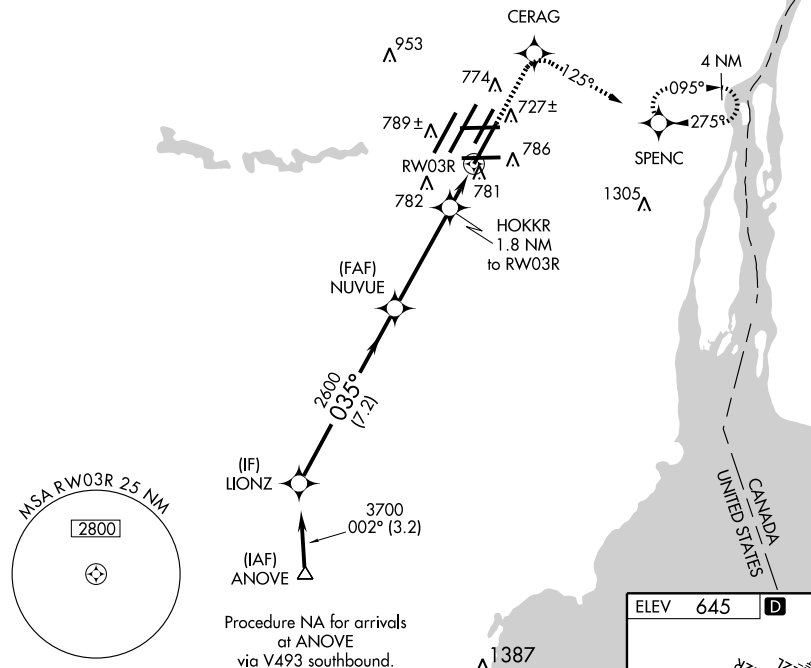 CERAG
953
4 NM
774
125°
095°
727±
789±
275°
786
RW03R
SPENC
781
782
1305
HOKKR
1.8 NM
to RW03R
(FAF)
NUVUE
2600
035°
(7.2)
(IF)
LIONZ
MSA RW03R 25 NM
2800
3700
002° (3.2)
(IAF)
ANOVE
CANADA
UNITED STATES
Procedure NA for arrivals
at ANOVE
via V493 southbound.
1387
ELEV 645 D